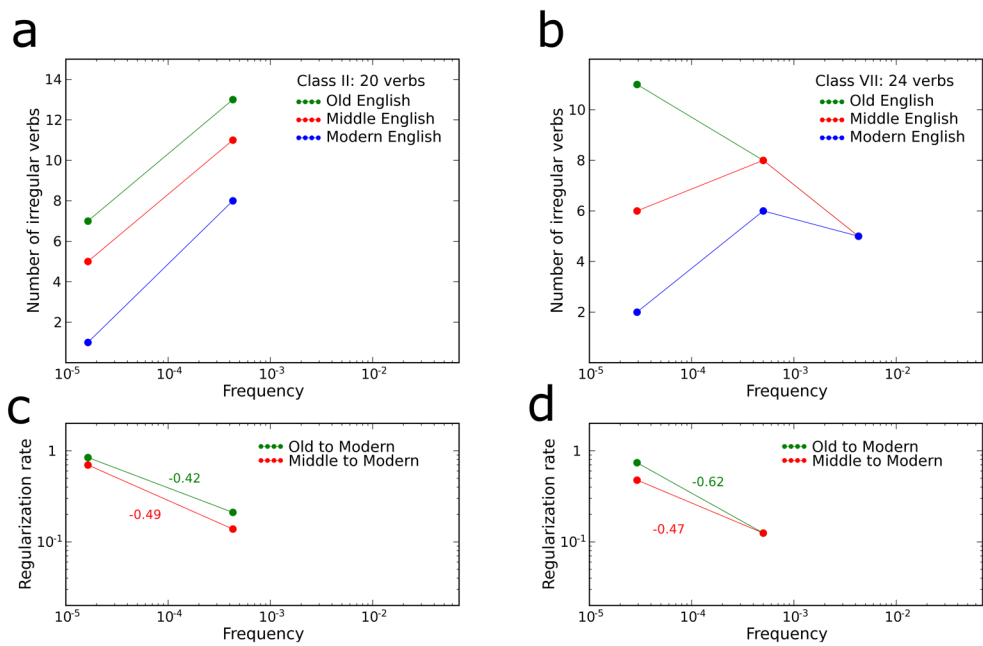 a
Number of irregular verbs
14
12
10
8
6
4
2
Class II: 20 verbs
Old English
Middle English
Modern English
10⁻⁵ 10⁻⁴ 10⁻³ 10⁻²
Frequency
b
Number of irregular verbs
10
8
6
4
2
Class VII: 24 verbs
Old English
Middle English
Modern English
10⁻⁵ 10⁻⁴ 10⁻³ 10⁻²
Frequency
c
Regularization rate
1
10⁻¹
Old to Modern
Middle to Modern
-0.42
-0.49
10⁻⁵ 10⁻⁴ 10⁻³ 10⁻²
Frequency
d
Regularization rate
1
10⁻¹
Old to Modern
Middle to Modern
-0.62
-0.47
10⁻⁵ 10⁻⁴ 10⁻³ 10⁻²
Frequency